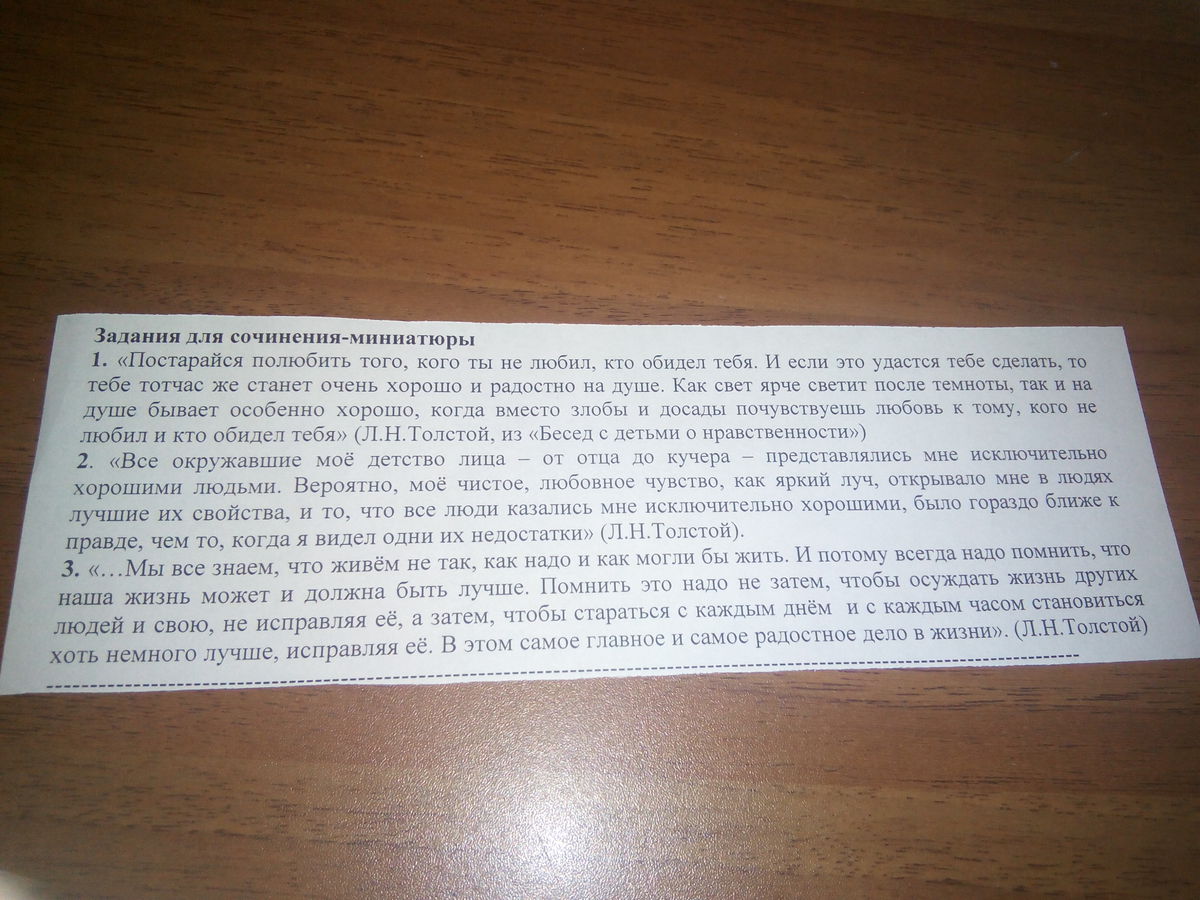 Задания для сочинения-миниатюры
1. «Постарайся полюбить того, кого ты не любил, кто обидел тебя. И если это удастся тебе сделать, то
тебе тотчас же станет очень хорошо и радостно на душе. Как свет ярче светит после темноты, так и на
душе бывает особенно хорошо, когда вместо злобы и досады почувствуешь любовь к тому, кого не
любил и кто обидел тебя» (Л.Н.Толстой, из «Бесед с детьми о нравственности»)
2. «Все окружавшие моё детство лица – от отца до кучера – представлялись мне исключительно
хорошими людьми. Вероятно, моё чистое, любовное чувство, как яркий луч, открывало мне в людях
лучшие их свойства, и то, что все люди казались мне исключительно хорошими, было гораздо ближе к
правде, чем то, когда я видел одни их недостатки» (Л.Н.Толстой).
3. «…Мы все знаем, что живём не так, как надо и как могли бы жить. И потому всегда надо помнить, что
наша жизнь может и должна быть лучше. Помнить это надо не затем, чтобы осуждать жизнь других
людей и свою, не исправляя её, а затем, чтобы стараться с каждым днём и с каждым часом становиться
хоть немного лучше, исправляя её. В этом самое главное и самое радостное дело в жизни». (Л.Н.Толстой)